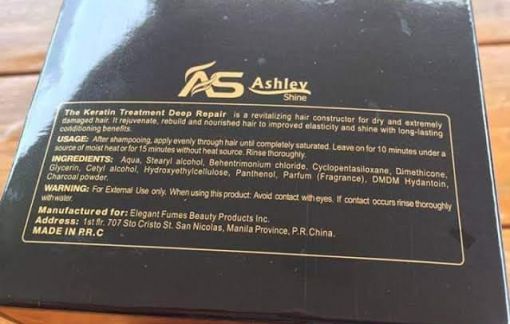 AS Ashley
Shine
The Keratin Treatment Deep Repair is a revitalizing hair constructor for dry and extremely
damaged hair. It rejuvenate, rebuild and nourished hair to improved elasticity and shine with long-lasting
conditioning benefits.
USAGE: After shampooing, apply evenly through hair until completely saturated. Leave on for 10 minutes under a
source of moist heat or for 15 minutes without heat source. Rinse thoroughly.
INGREDIENTS: Aqua, Stearyl alcohol, Behentrimonium chloride, Cyclopentasiloxane, Dimethicone,
Glycerin, Cetyl alcohol, Hydroxyethylcellulose, Panthenol, Parfum (Fragrance), DMDM Hydantoin,
Charcoal powder.
WARNING: For External Use only. When using this product: Avoid contact with eyes. If contact occurs rinse thoroughly
with water.
Manufactured for: Elegant Fumes Beauty Products Inc.
Address: 1st flr. 707 Sto Cristo St. San Nicolas, Manila Province, P.R.China.
MADE IN P.R.C